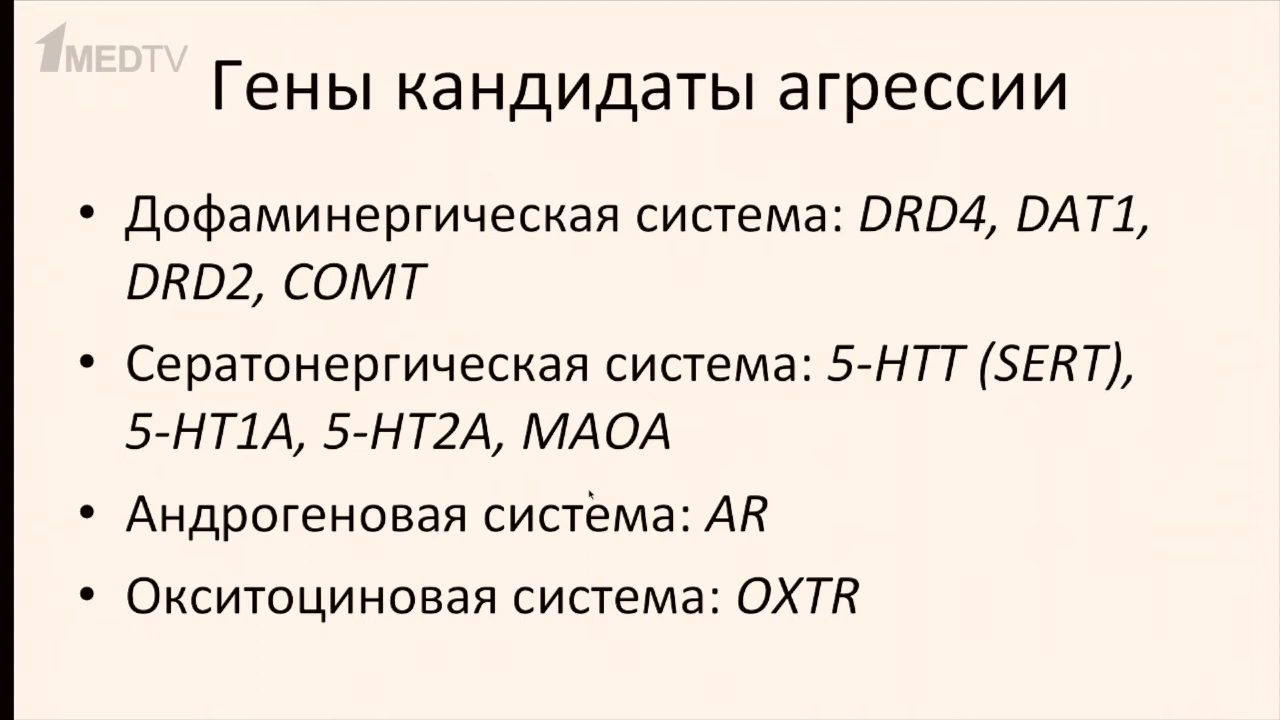 1MEDTV
Гены кандидаты агрессии
• Дофаминергическая система: DRD4, DAT1,
DRD2, COMT
• Сератонергическая система: 5-HTT (SERT),
5-HT1A, 5-HT2A, MAOA
• Андрогеновая система: AR
• Окситоциновая система: OXTR